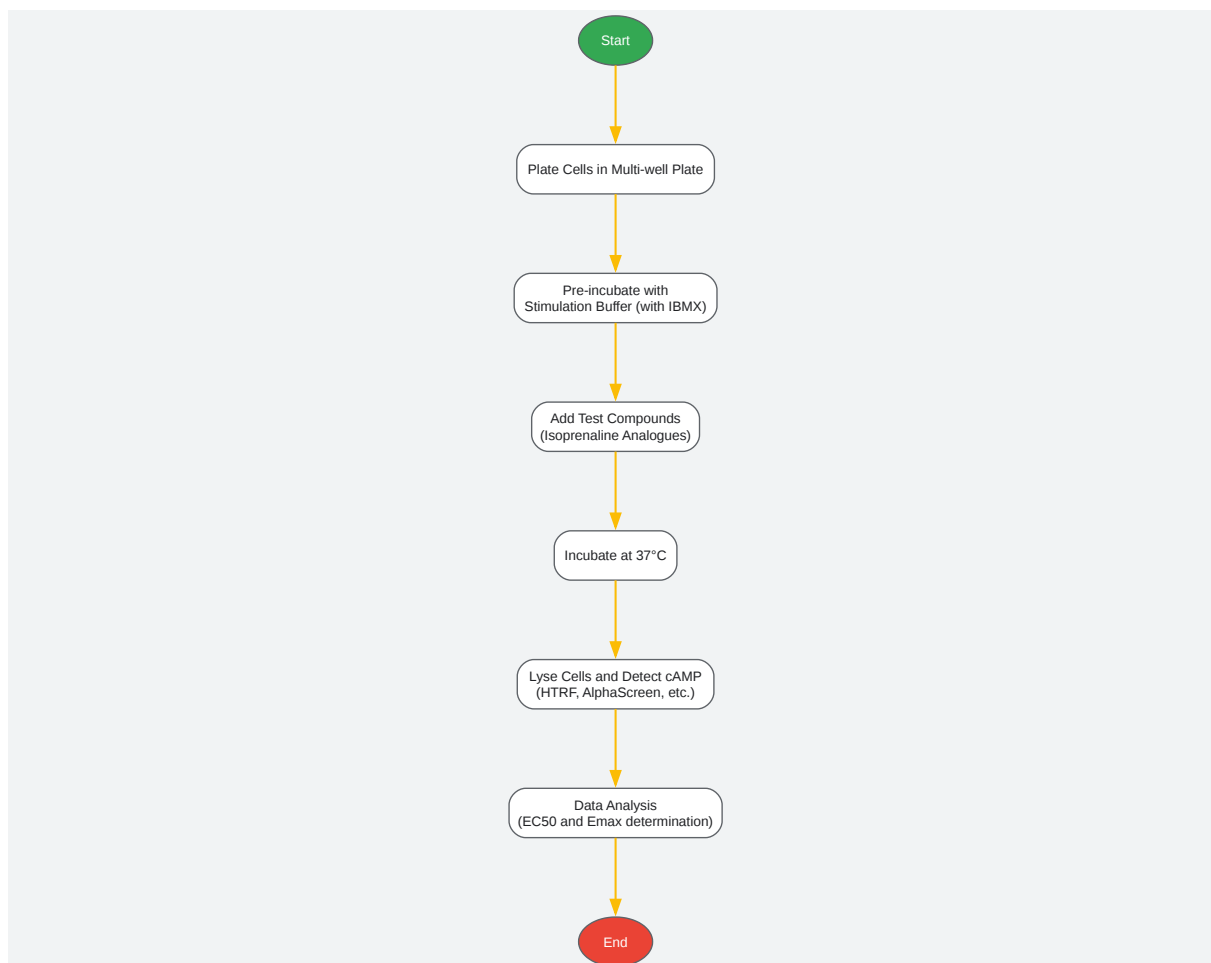 Start
Plate Cells in Multi-well Plate
Pre-incubate with
Stimulation Buffer (with IBMX)
Add Test Compounds
(Isoprenaline Analogues)
Incubate at 37°C
Lyse Cells and Detect cAMP
(HTRF, AlphaScreen, etc.)
Data Analysis
(EC50 and Emax determination)
End